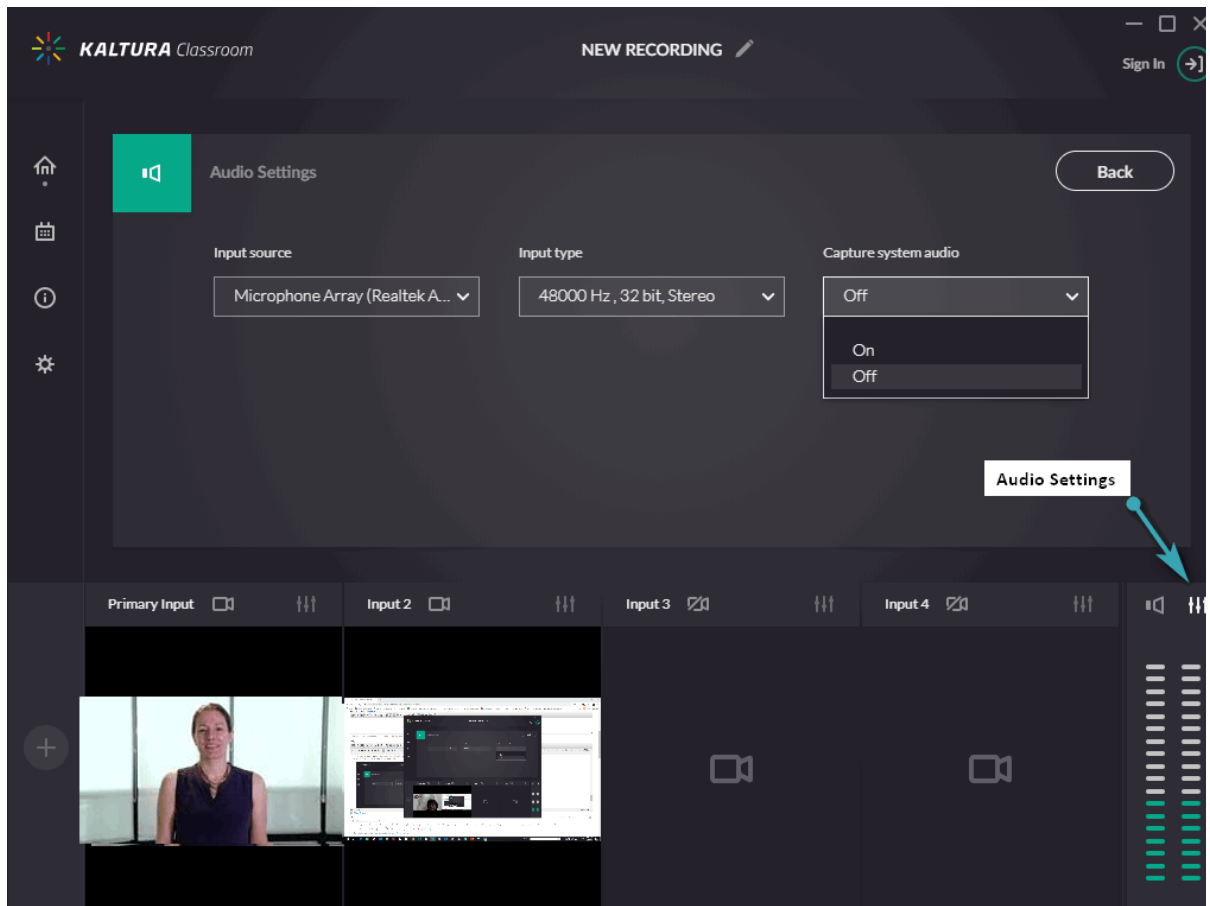 KALTURA Classroom
NEW RECORDING
Sign In
Audio Settings
Back
Input source
Input type
Capture system audio
Microphone Array (Realtek A...
48000 Hz , 32 bit, Stereo
Off
On
Off
Audio Settings
Primary Input
Input 2
Input 3
Input 4